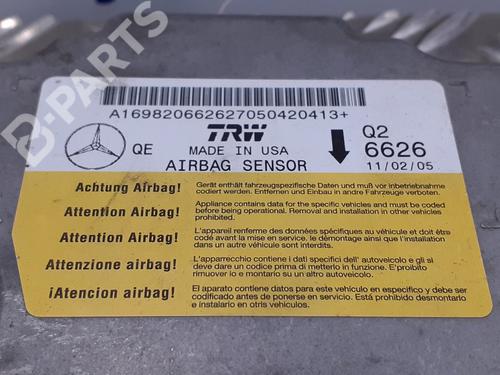 B-PARTS
A16982066262705042041 3+
TRW
Q2
QE
MADE IN USA
6626
AIRBAG SENSOR
11/02/05
Achtung Airbag!
Gerät enthält fahrzeugspezifische Daten und muß vor inbetriebnahme
codiert werden. Entfernen und Einbau in andre Fahrzeuge verboten.
Attention Airbag!
Appliance contains data for the specific vehicles and must be coded
before being operational. Removal and installation in other vehicles
prohibited.
Attention Airbag!
L'appareil renferme des données spécifiques au véhicule et doit être
codé avant la mise en service. le démontage ainsi que l'installation
dans un autre véhicule sont interdits.
Attenzione airbag!
L'apparecchio contiene i dati specifici dell' autoveicolo e gli si
deve dare un codice prima di metterlo in funzione. E' proibito
rimuoverlo e montarlo su un altro autoveicolo.
¡Atencion airbag!
El aparato contiene datos para este vehículo y debe ser
codificado antes de ponerse en servicio. Está prohibido desmontarlo
e instalarlo en otros vehículos.